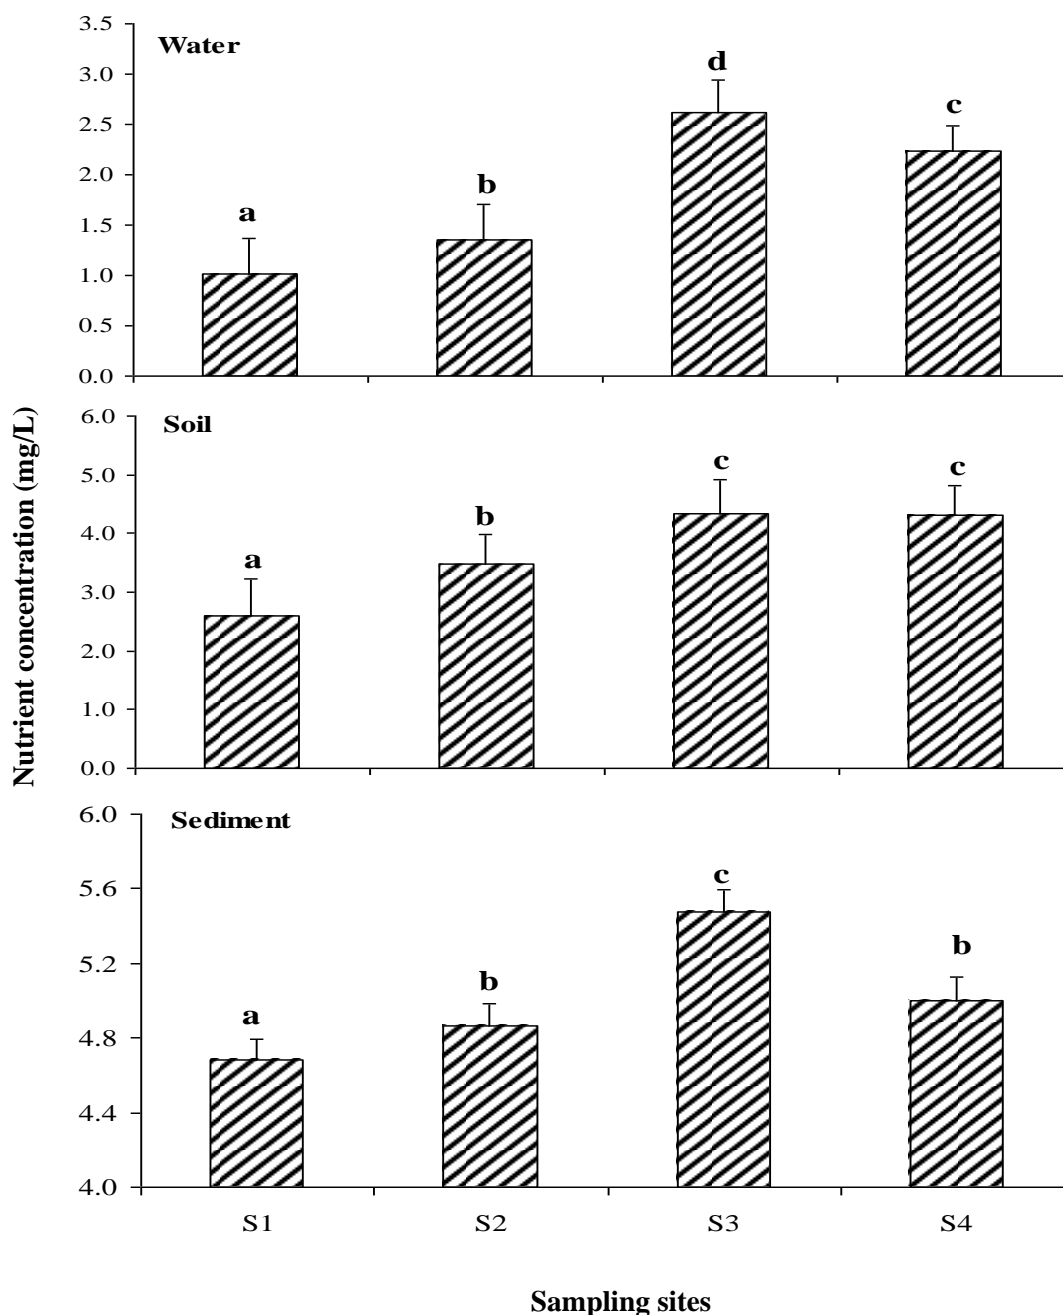 Nutrient concentration (mg/L)
Water
3.5
3.0
2.5
2.0
1.5
1.0
0.5
0.0
a
b
d
c
Soil
6.0
5.0
4.0
3.0
2.0
1.0
0.0
a
b
c
c
Sediment
6.0
5.6
5.2
4.8
4.4
4.0
a
b
c
b
S1
S2
S3
S4
Sampling sites